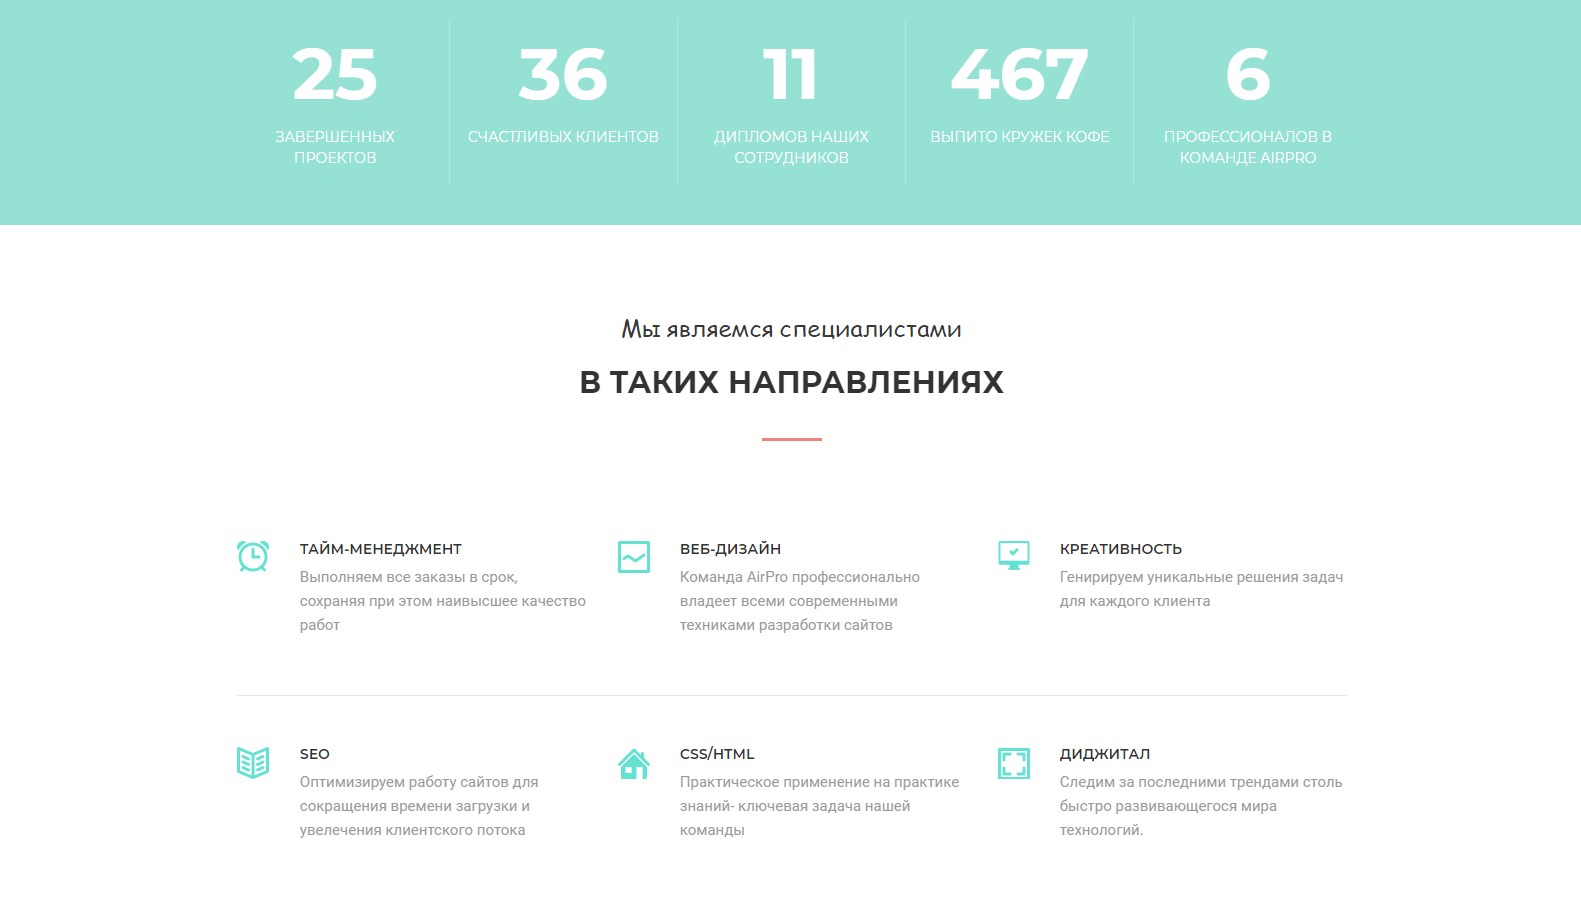 25
ЗАВЕРШЕННЫХ
ПРОЕКТОВ
36
СЧАСТЛИВЫХ КЛИЕНТОВ
11
ДИПЛОМОВ НАШИХ
СОТРУДНИКОВ
467
ВЫПИТО КРУЖЕК КОФЕ
6
ПРОФЕССИОНАЛОВ В
КОМАНДЕ AIRPRO
Мы являемся специалистами
В ТАКИХ НАПРАВЛЕНИЯХ
ТАЙМ-МЕНЕДЖМЕНТ
Выполняем все заказы в срок,
сохраняя при этом наивысшее качество
работ
ВЕБ-ДИЗАЙН
Команда AirPro профессионально
владеет всеми современными
техниками разработки сайтов
КРЕАТИВНОСТЬ
Генирируем уникальные решения задач
для каждого клиента
SEO
Оптимизируем работу сайтов для
сокращения времени загрузки и
увелечения клиентского потока
CSS/HTML
Практическое применение на практике
знаний- ключевая задача нашей
команды
ДИДЖИТАЛ
Следим за последними трендами столь
быстро развивающегося мира
технологий.